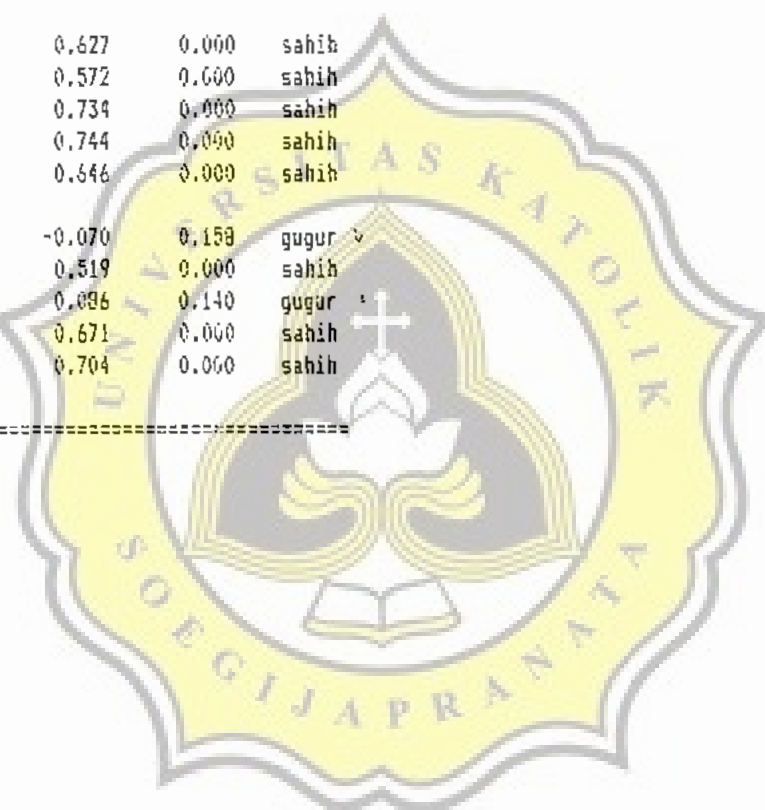 0.627 0.000 sahih
0.572 0.000 sahih
0.734 0.000 sahih
0.744 0.000 sahih
0.646 0.000 sahih
-0.070 0.158 gugur
0.519 0.000 sahih
0.086 0.140 gugur
0.671 0.000 sahih
0.704 0.000 sahih
==============================
UNIVERSITAS KATOLIK
SOEGIJAPRANATA